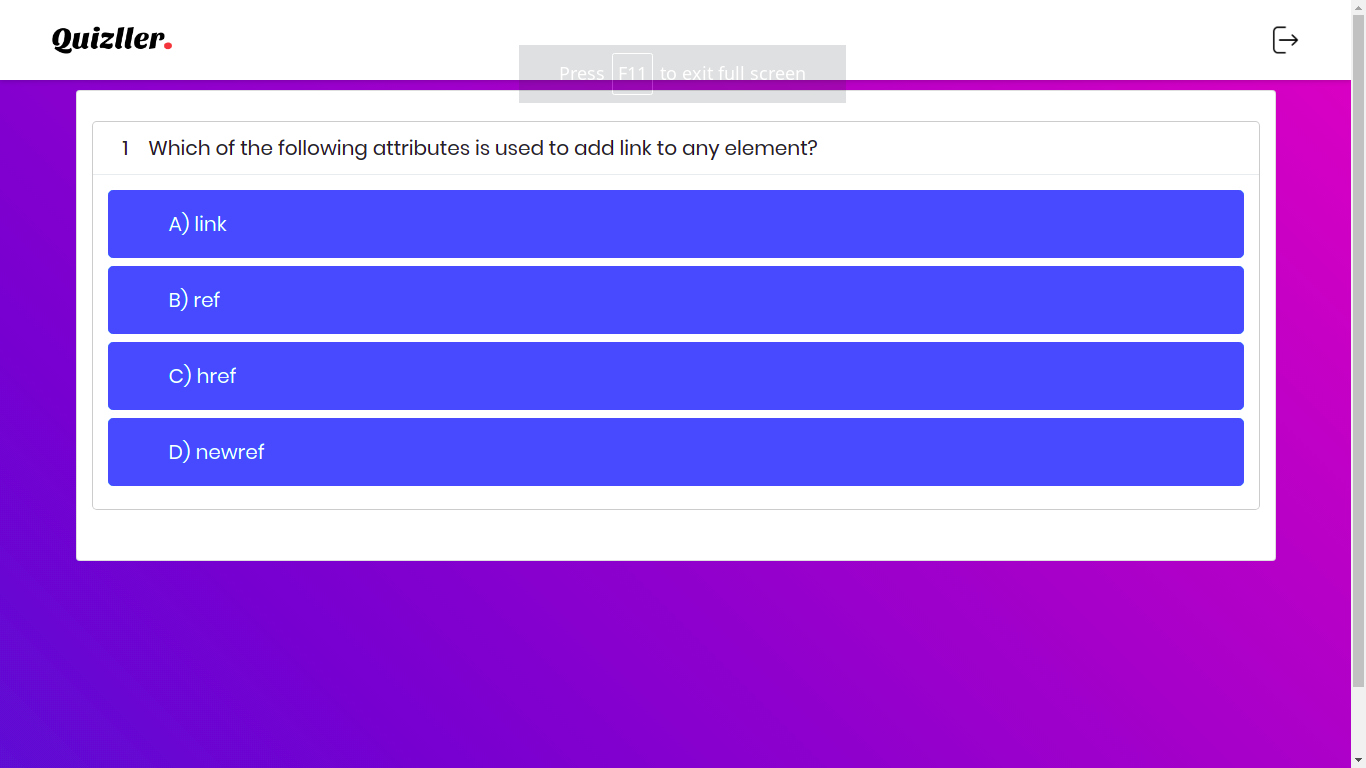 Quizller.
Press F11 to exit full screen
1 Which of the following attributes is used to add link to any element?
A) link
B) ref
C) href
D) newref